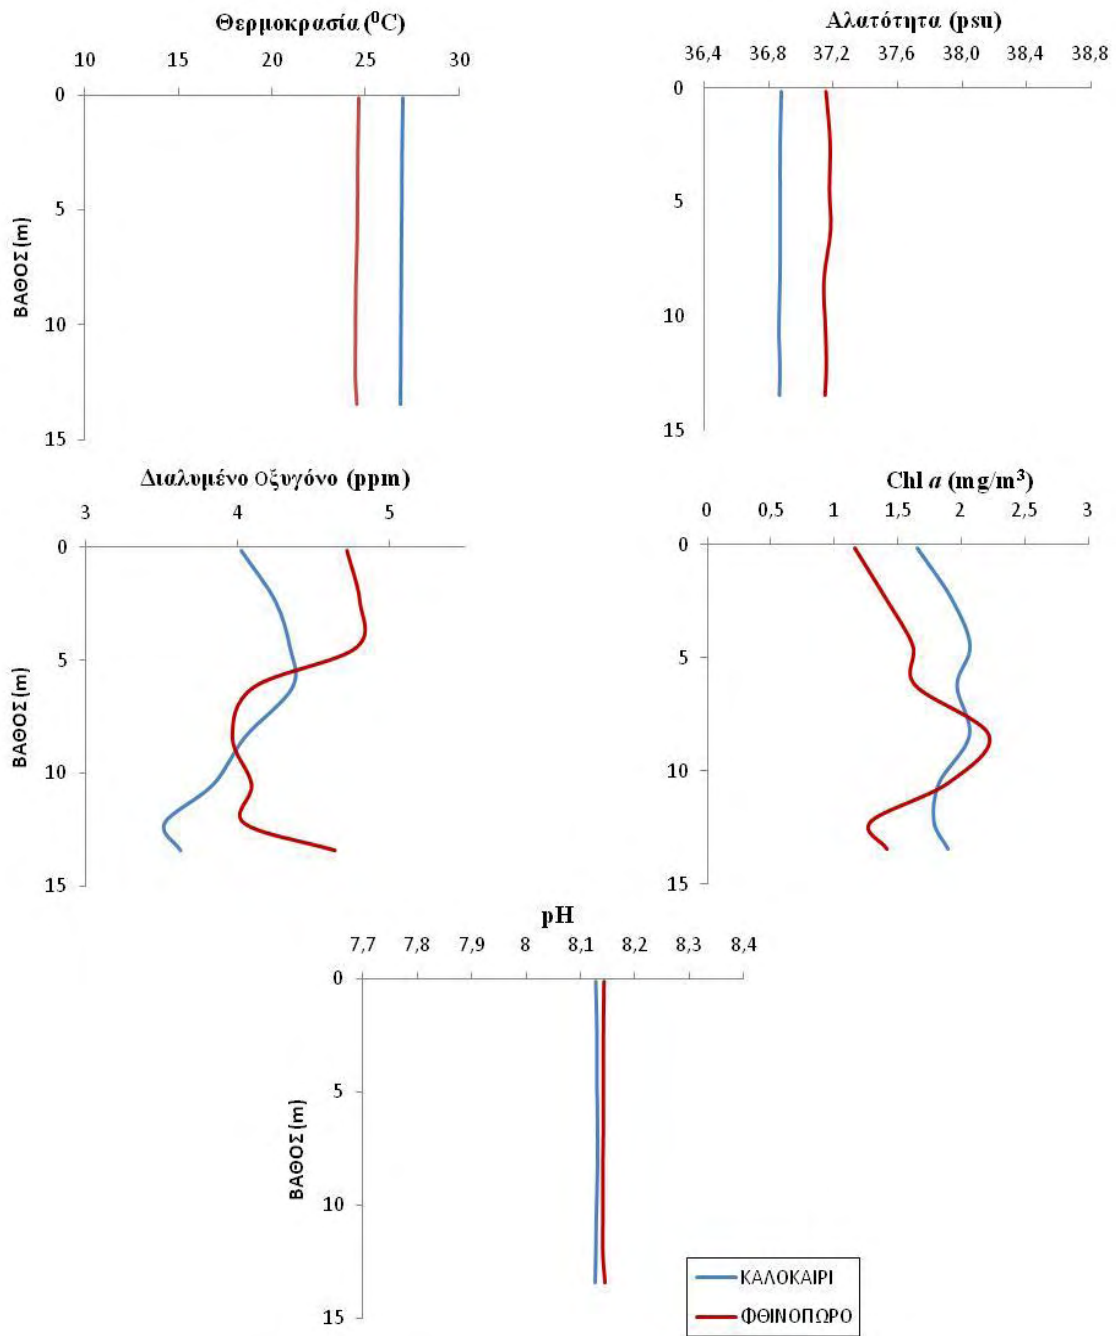 Θερμοκρασία (⁰C)
10 15 20 25 30
0
5
10
15
ΒΑΘΟΣ (m)
Αλατότητα (psu)
36,4 36,8 37,2 37,6 38,0 38,4 38,8
0
5
10
15
Διαλυμένο οξυγόνο (ppm)
3 4 5
0
5
10
15
ΒΑΘΟΣ (m)
Chl a (mg/m³)
0 0,5 1 1,5 2 2,5 3
0
5
10
15
pH
7,7 7,8 7,9 8 8,1 8,2 8,3 8,4
0
5
10
15
ΒΑΘΟΣ (m)
ΚΑΛΟΚΑΙΡΙ
ΦΘΙΝΟΠΩΡΟ